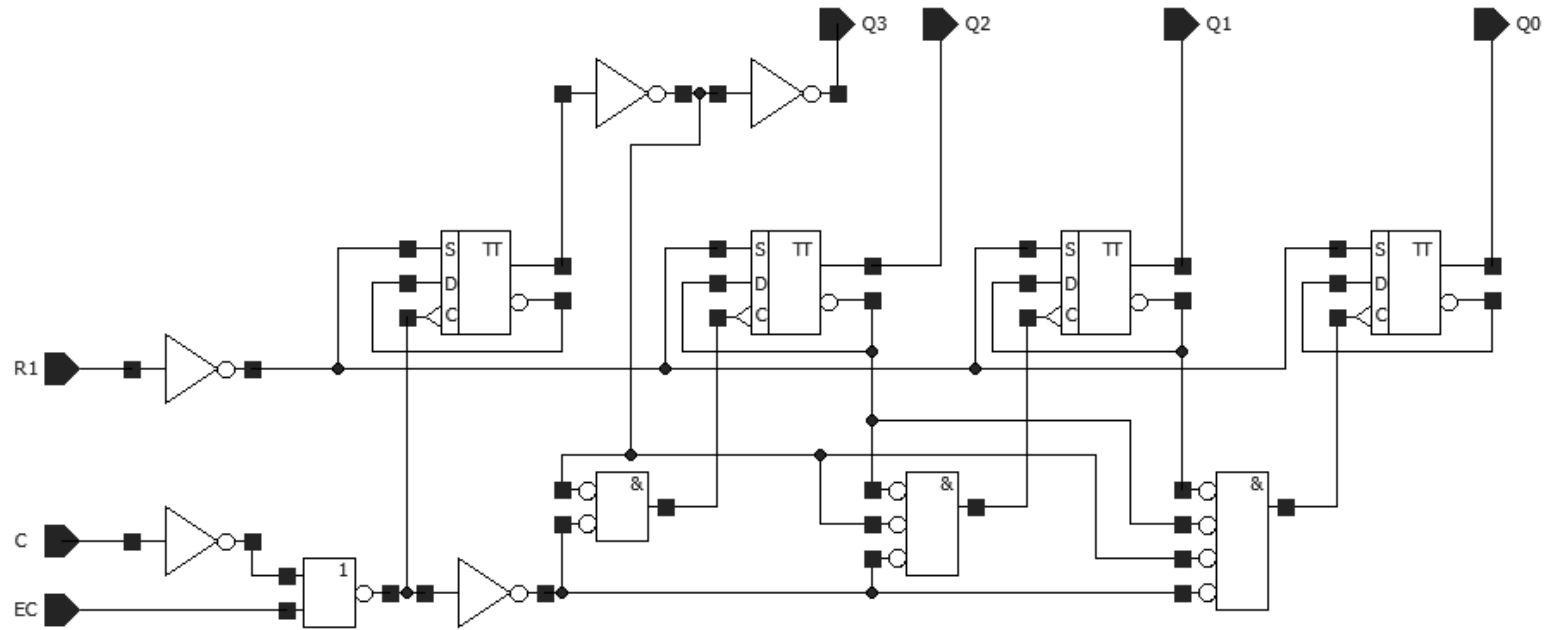 Q3 Q2 Q1 Q0
S TT S TT S TT S TT
D D D D
C C C C
R1
& & &
C
1
EC